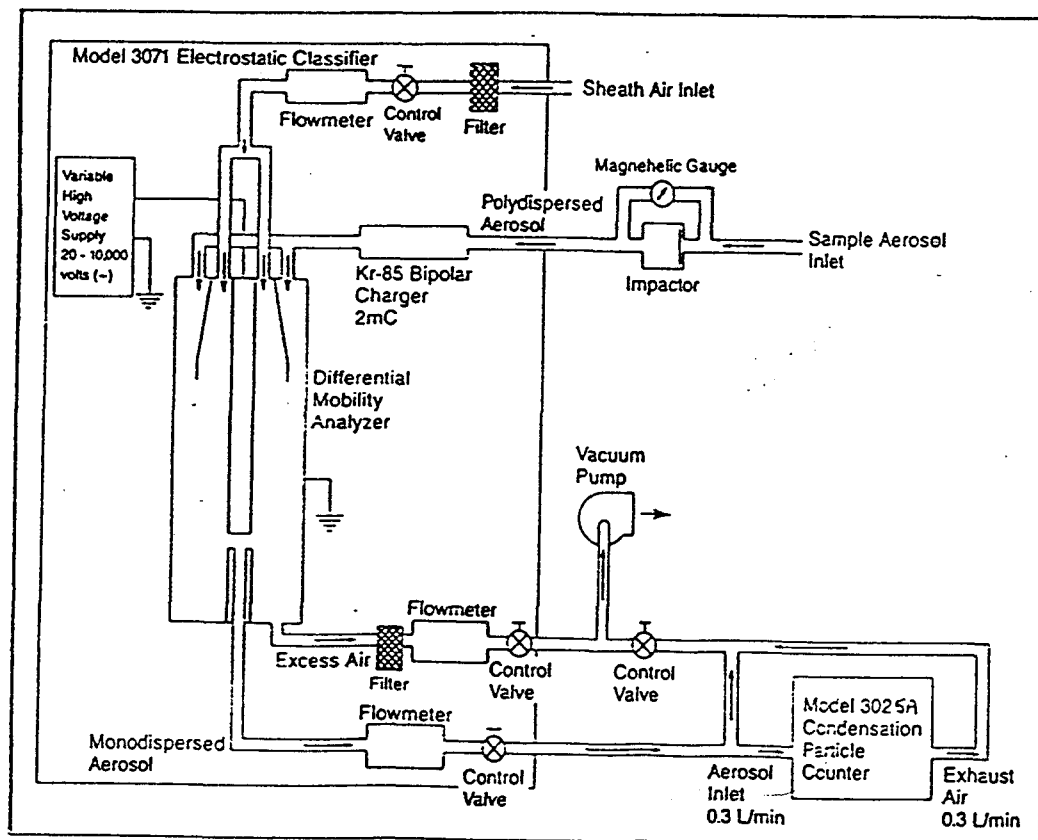 Model 3071 Electrostatic Classifier
Flowmeter
Control
Valve
Filter
Sheath Air Inlet
Variable
High
Voltage
Supply
20 - 10,000
volts (-)
Magnehelic Gauge
Polydispersed
Aerosol
Sample Aerosol
Inlet
Impactor
Kr-85 Bipolar
Charger
2mC
Differential
Mobility
Analyzer
Vacuum
Pump
Flowmeter
Excess Air
Filter
Control
Valve
Control
Valve
Flowmeter
Monodispersed
Aerosol
Control
Valve
Model 3025A
Condensation
Particle
Counter
Aerosol
Inlet
0.3 L/min
Exhaust
Air
0.3 L/min